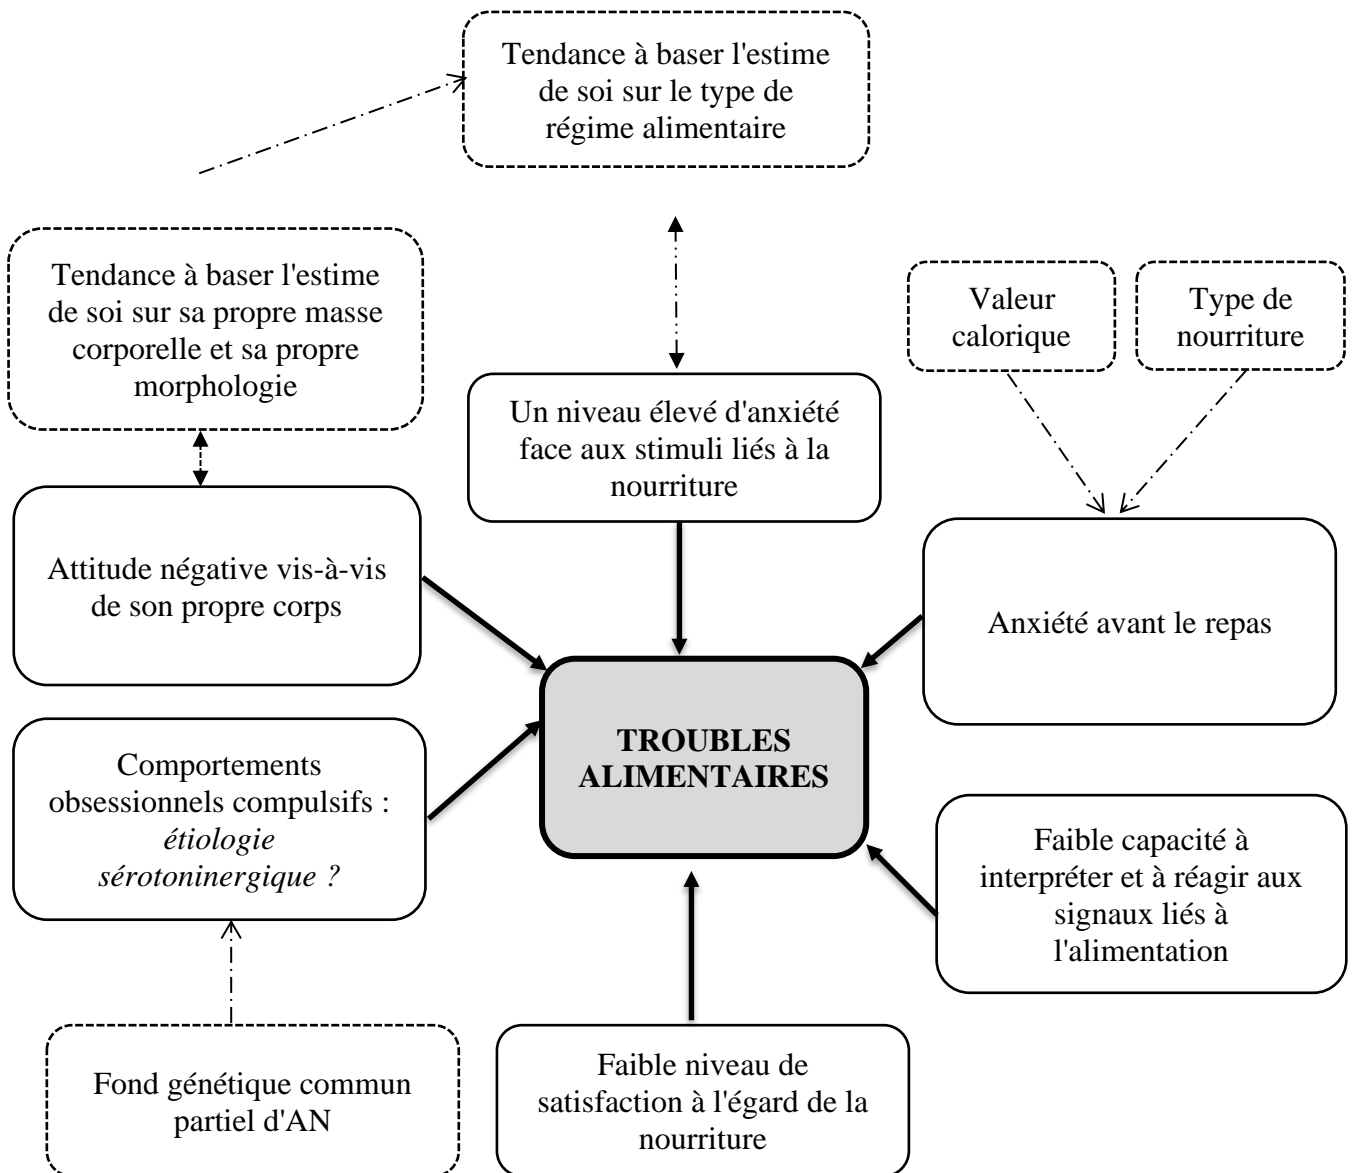 Tendance à baser l'estime
de soi sur le type de
régime alimentaire
Tendance à baser l'estime
de soi sur sa propre masse
corporelle et sa propre
morphologie
Valeur
calorique
Type de
nourriture
Un niveau élevé d'anxiété
face aux stimuli liés à la
nourriture
Attitude négative vis-à-vis
de son propre corps
Anxiété avant le repas
TROUBLES
ALIMENTAIRES
Comportements
obsessionnels compulsifs :
étiologie
sérotoninergique ?
Faible capacité à
interpréter et à réagir aux
signaux liés à
l'alimentation
Fond génétique commun
partiel d'AN
Faible niveau de
satisfaction à l'égard de la
nourriture